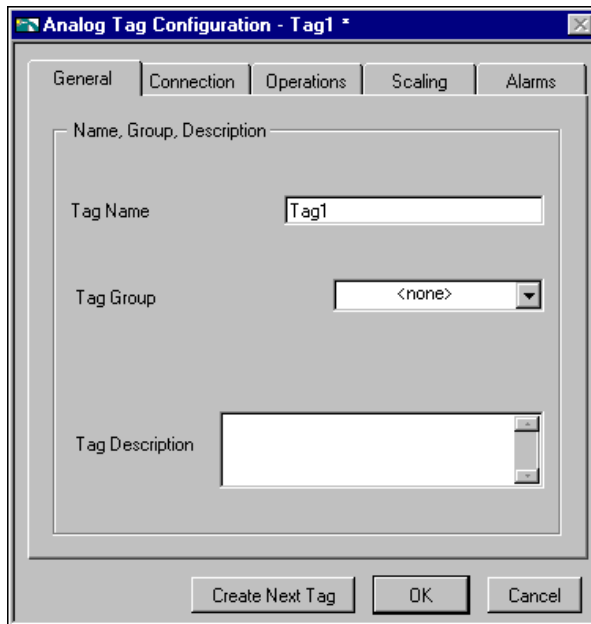 Analog Tag Configuration - Tag1 *
General Connection Operations Scaling Alarms
Name, Group, Description
Tag Name Tag1
Tag Group <none>
Tag Description
Create Next Tag OK Cancel